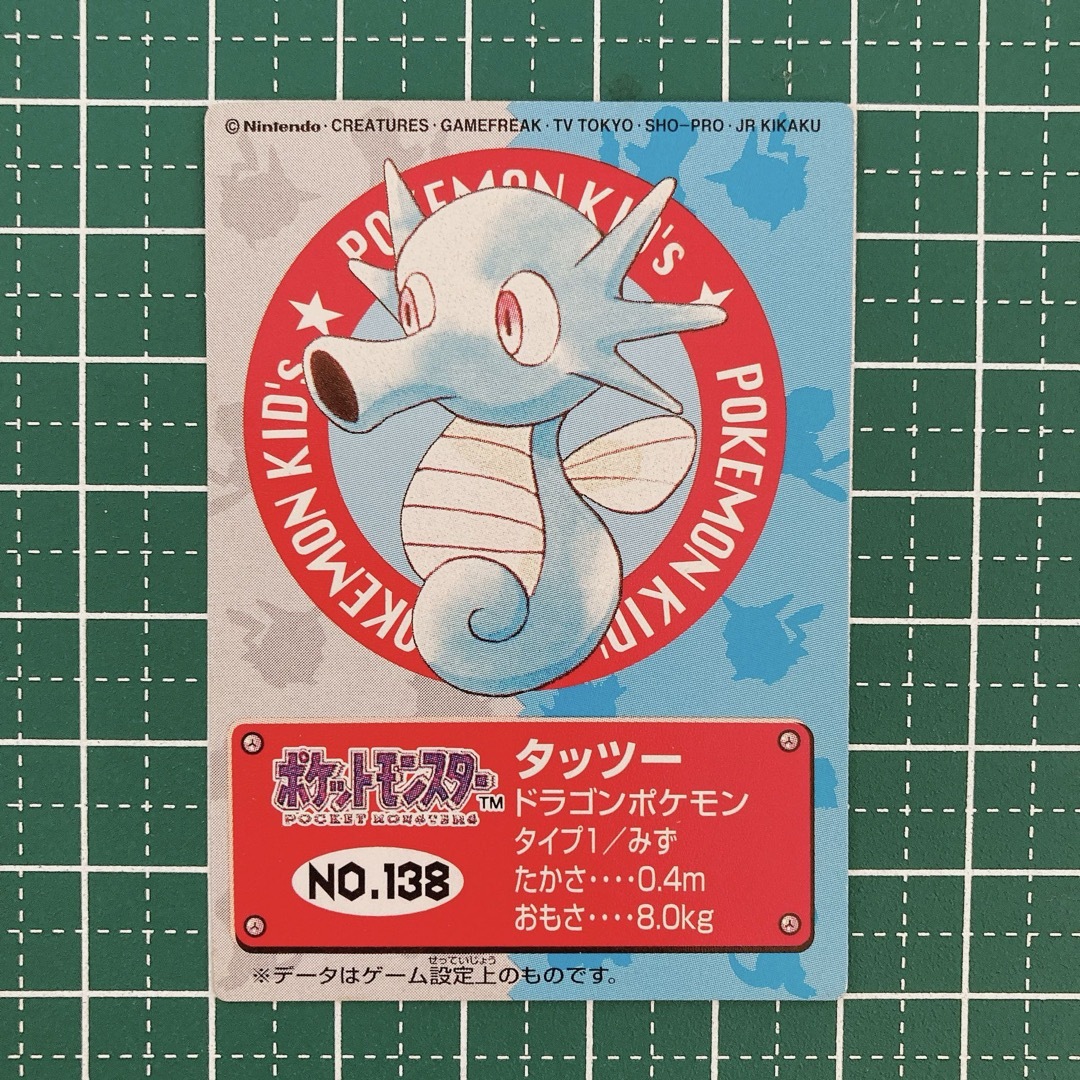 ©Nintendo・CREATURES・GAMEFREAK・TV TOKYO・SHO-PRO・JR KIKAKU
POKEMON KID's
POKEMON KID's
POKEMON KID's
ポケットモンスター™
POCKET MONSTERS
NO.138
タッツー
ドラゴンポケモン
タイプ1/みず
たかさ‥‥0.4m
おもさ‥‥8.0kg
せっていじょう
※データはゲーム設定上のものです。